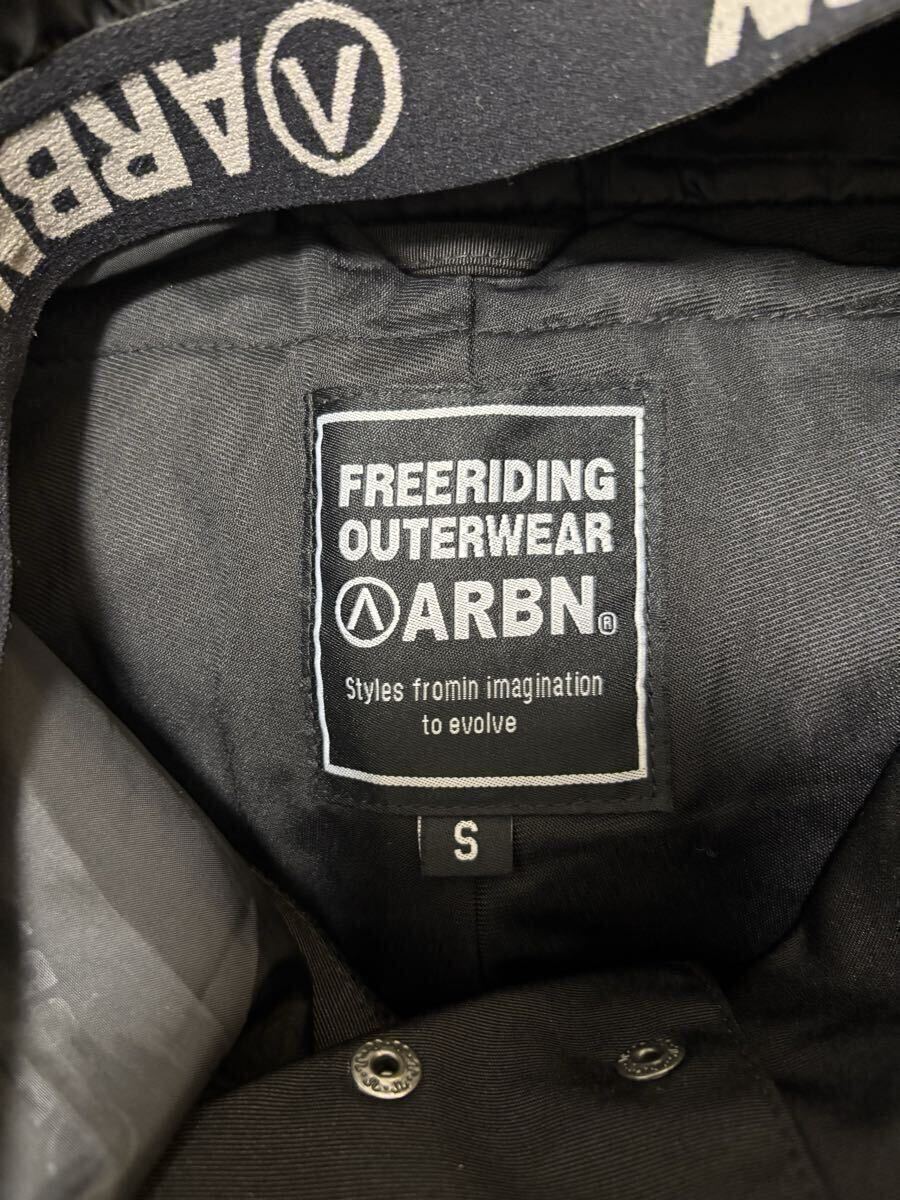 ARBN
FREERIDING
OUTERWEAR
ARBN®
Styles fromin imagination
to evolve
S